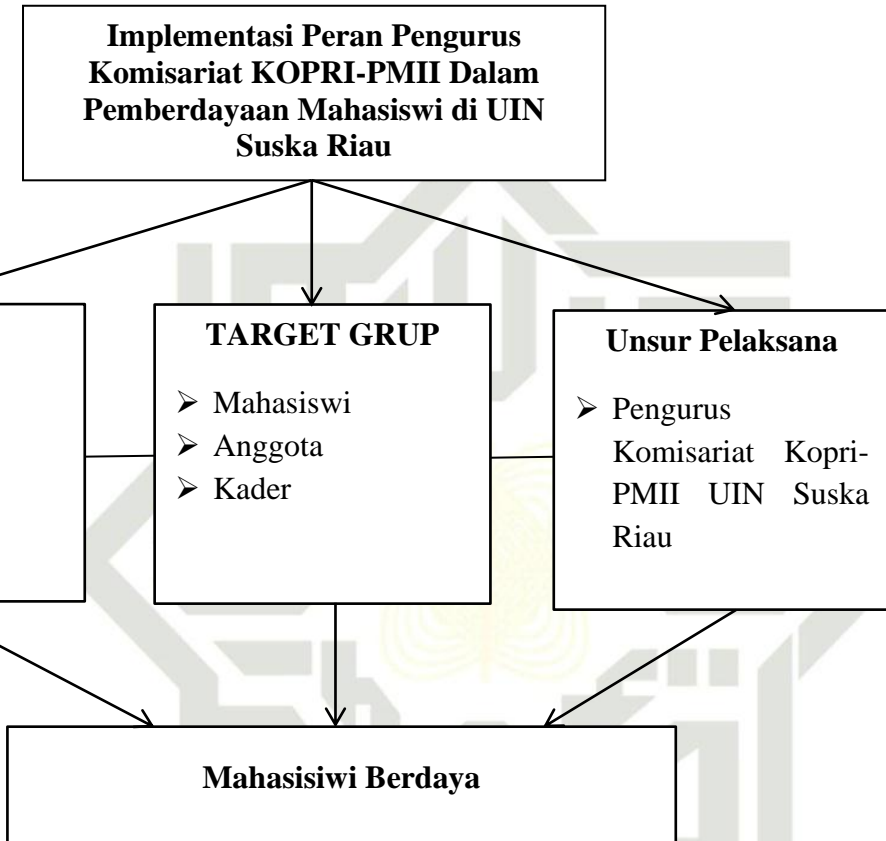 Implementasi Peran Pengurus
Komisariat KOPRI-PMII Dalam
Pemberdayaan Mahasiswi di UIN
Suska Riau
TARGET GRUP
➢ Mahasiswi
➢ Anggota
➢ Kader
Unsur Pelaksana
➢ Pengurus
Komisariat Kopri-
PMII UIN Suska
Riau
Mahasisiwi Berdaya